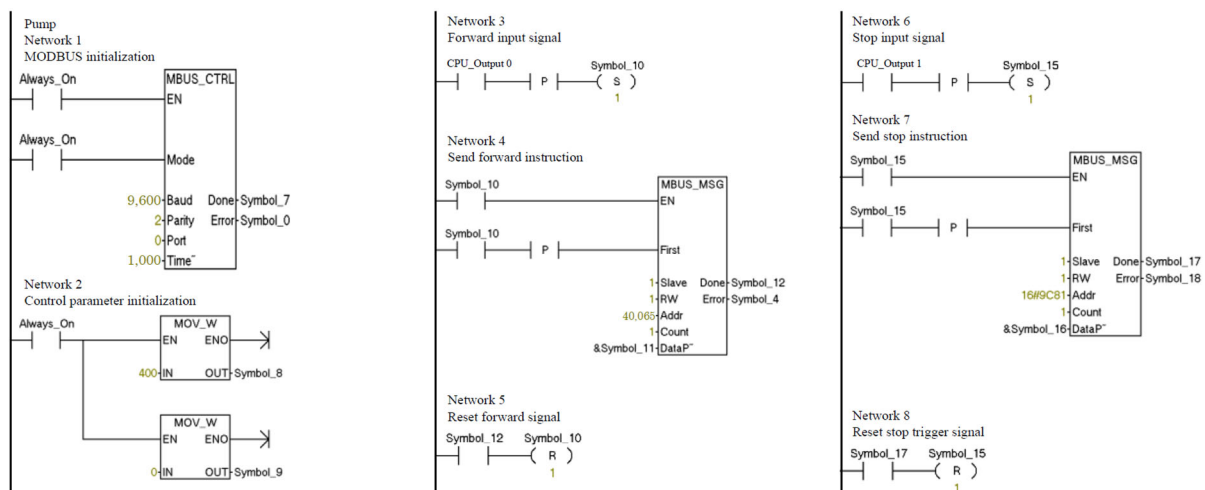 Pump
Network 1
MODBUS initialization
Always_On
MBUS_CTRL
EN
Always_On
Mode
9,600 Baud Done Symbol_7
2 Parity Error Symbol_0
0 Port
1,000 Time~
Network 2
Control parameter initialization
Always_On
MOV_W
EN ENO
400 IN OUT Symbol_8
MOV_W
EN ENO
0 IN OUT Symbol_9
Network 3
Forward input signal
CPU_Output 0
P
Symbol_10
S
1
Network 4
Send forward instruction
Symbol_10
MBUS_MSG
EN
Symbol_10
P
First
1 Slave Done Symbol_12
1 RW Error Symbol_4
40,065 Addr
1 Count
&Symbol_11 DataP~
Network 5
Reset forward signal
Symbol_12 Symbol_10
R
1
Network 6
Stop input signal
CPU_Output 1
P
Symbol_15
S
1
Network 7
Send stop instruction
Symbol_15
MBUS_MSG
EN
Symbol_15
P
First
1 Slave Done Symbol_17
1 RW Error Symbol_18
16#9C81 Addr
1 Count
&Symbol_16 DataP~
Network 8
Reset stop trigger signal
Symbol_17 Symbol_15
R
1